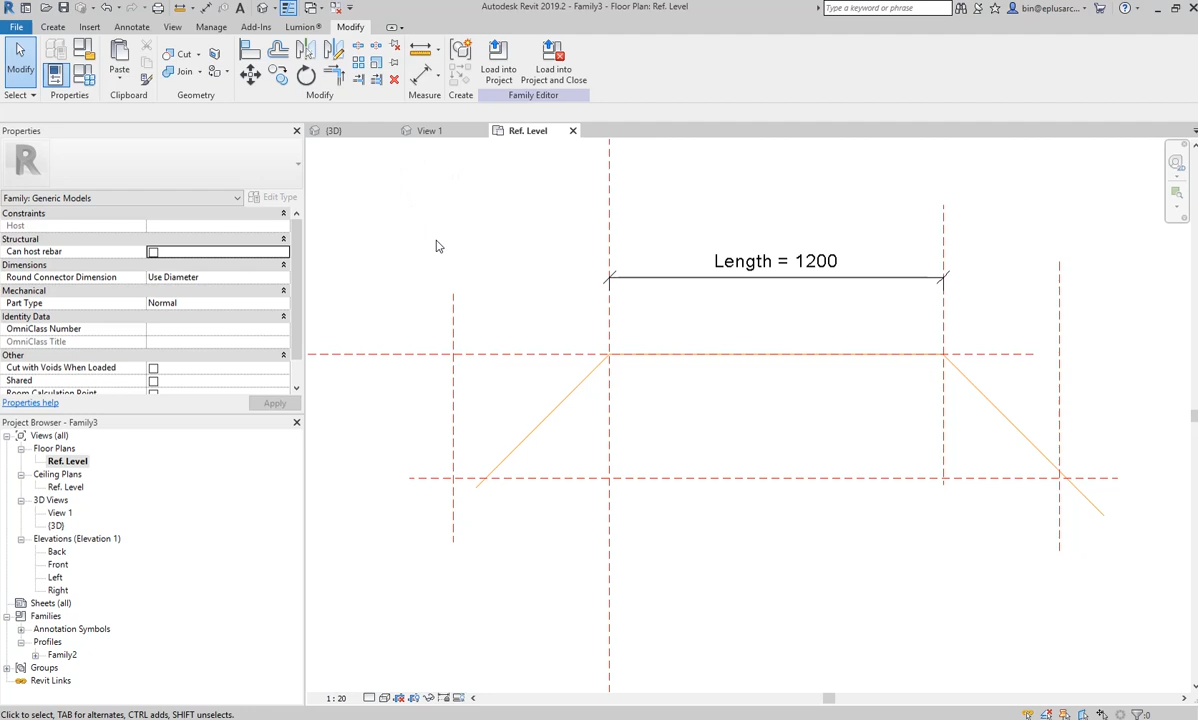 Autodesk Revit 2019.2 - Family3 - Floor Plan: Ref. Level
Type a keyword or phrase
bin@eplusarc...
File Create Insert Annotate View Manage Add-Ins Lumion® Modify
Modify
Paste
Cut
Join
Load into
Project
Load into
Project and Close
Select Properties Clipboard Geometry Modify Measure Create Family Editor
Properties
{3D}
View 1
Ref. Level
Family: Generic Models
Edit Type
Constraints
Host
Structural
Can host rebar
Dimensions
Round Connector Dimension Use Diameter
Mechanical
Part Type Normal
Identity Data
OmniClass Number
OmniClass Title
Other
Cut with Voids When Loaded
Shared
Room Calculation Point
Properties help
Apply
Project Browser - Family3
Views (all)
Floor Plans
Ref. Level
Ceiling Plans
Ref. Level
3D Views
View 1
{3D}
Elevations (Elevation 1)
Back
Front
Left
Right
Sheets (all)
Families
Annotation Symbols
Profiles
Family2
Groups
Revit Links
Length = 1200
1 : 20
Click to select, TAB for alternates, CTRL adds, SHIFT unselects.
:0